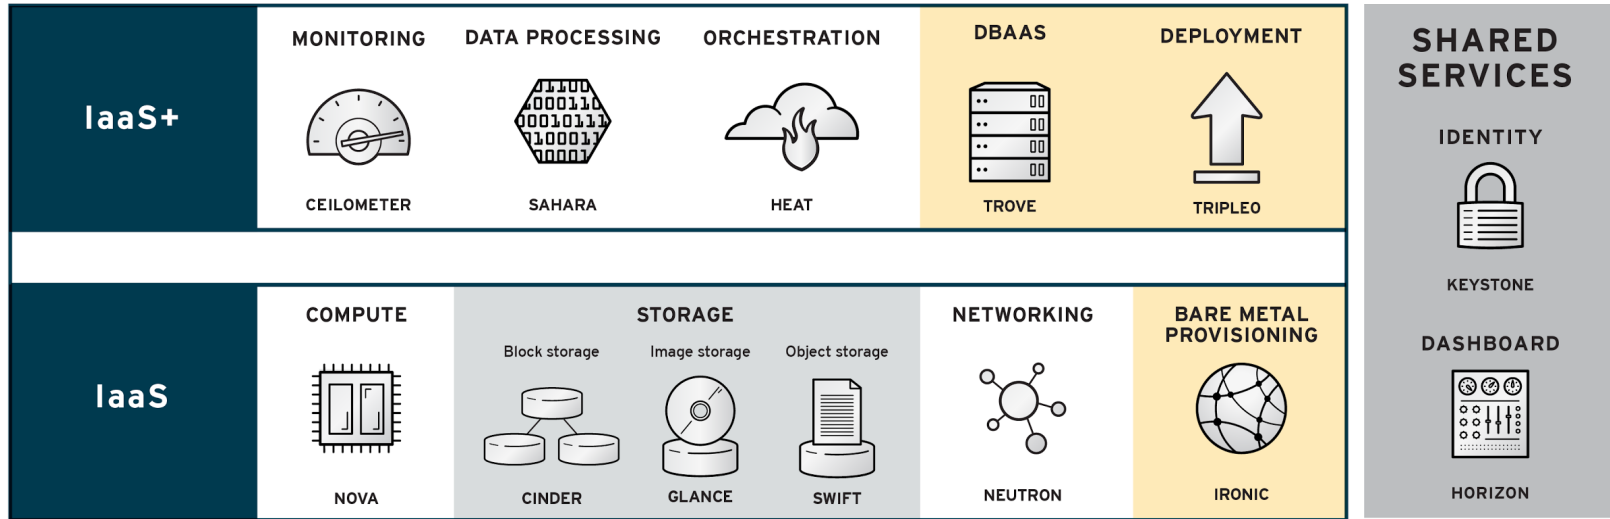 IaaS+
MONITORING
CEILOMETER
DATA PROCESSING
SAHARA
ORCHESTRATION
HEAT
DBAAS
TROVE
DEPLOYMENT
TRIPLEO
IaaS
COMPUTE
NOVA
STORAGE
Block storage
CINDER
Image storage
GLANCE
Object storage
SWIFT
NETWORKING
NEUTRON
BARE METAL
PROVISIONING
IRONIC
SHARED
SERVICES
IDENTITY
KEYSTONE
DASHBOARD
HORIZON